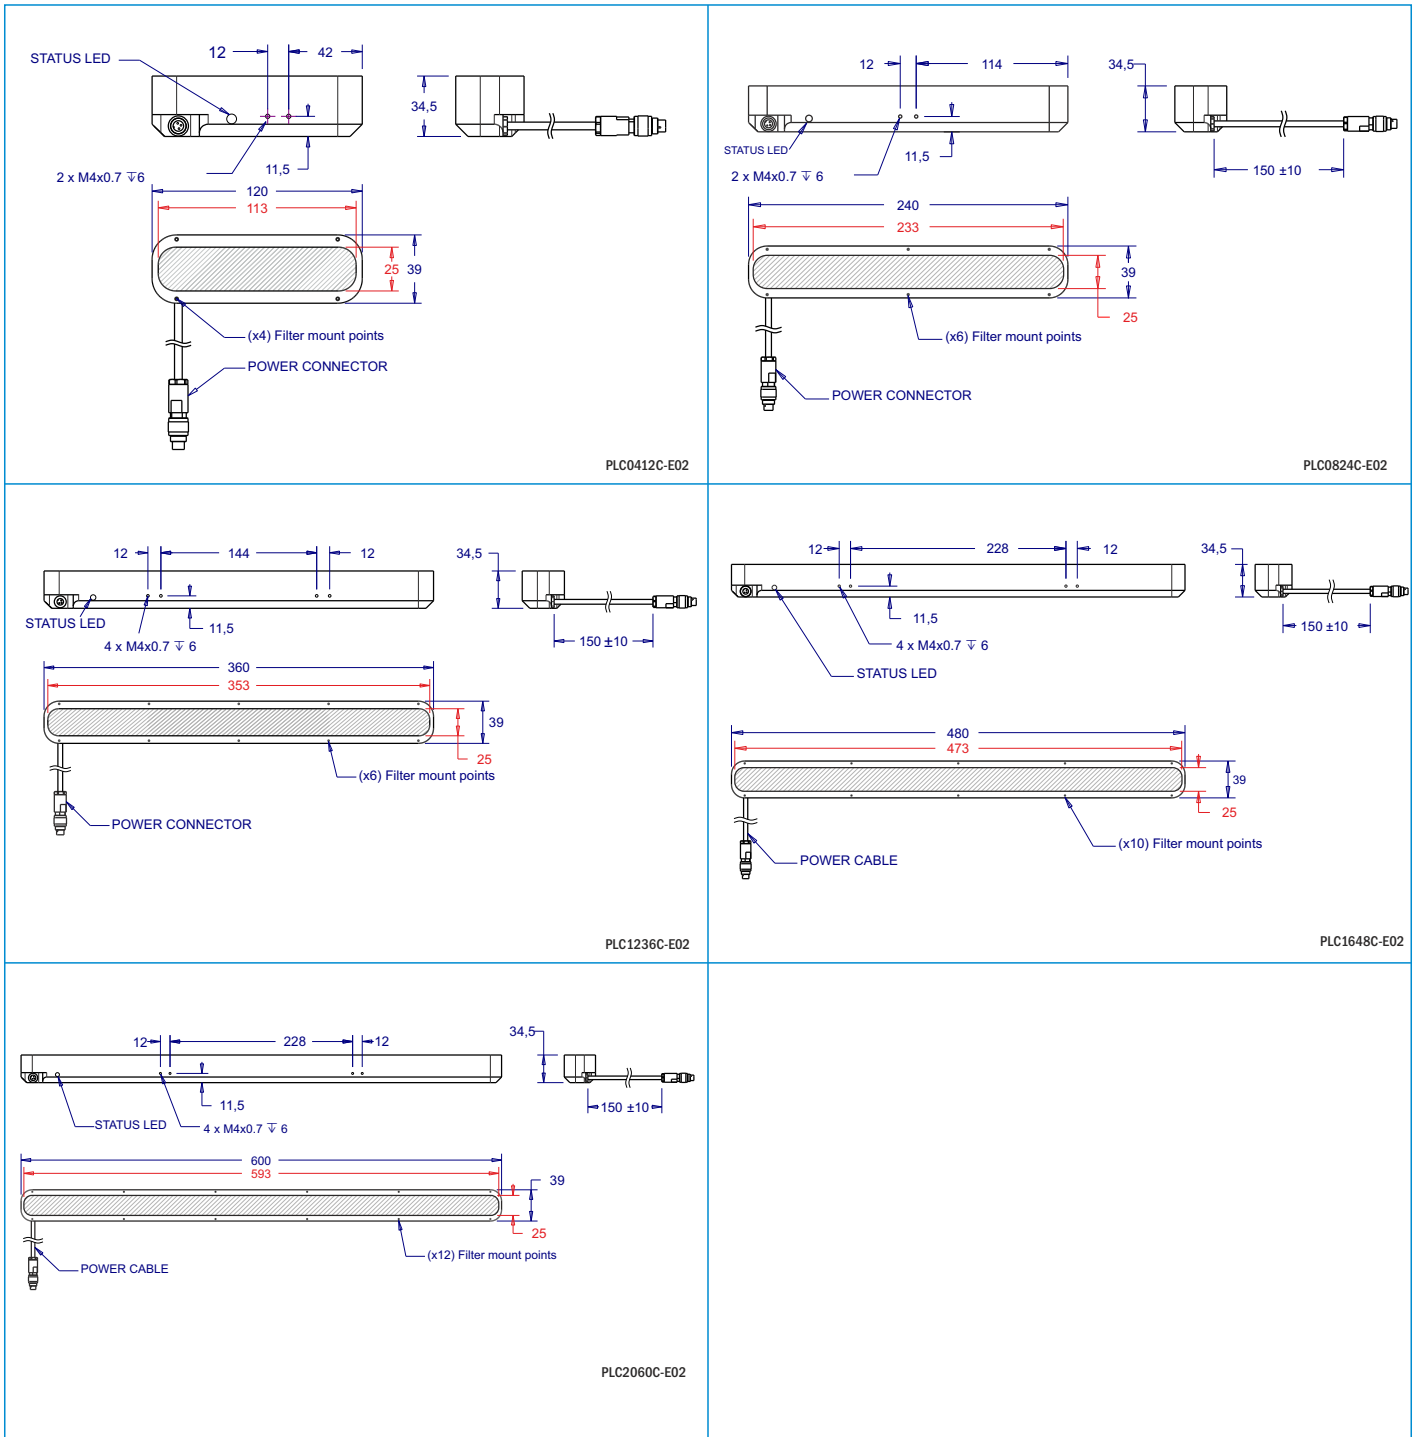 12
42
STATUS LED
34,5
11,5
2 x M4x0.7 ↧6
120
113
25
39
(x4) Filter mount points
POWER CONNECTOR
PLC0412C-E02
12
114
34,5
STATUS LED
11,5
2 x M4x0.7 ↧ 6
150 ±10
240
233
39
25
(x6) Filter mount points
POWER CONNECTOR
PLC0824C-E02
12
144
12
34,5
STATUS LED
11,5
4 x M4x0.7 ↧ 6
150 ±10
360
353
39
25
(x6) Filter mount points
POWER CONNECTOR
PLC1236C-E02
12
228
12
34,5
11,5
150 ±10
4 x M4x0.7 ↧ 6
STATUS LED
480
473
39
25
(x10) Filter mount points
POWER CABLE
PLC1648C-E02
12
228
12
34,5
11,5
150 ±10
STATUS LED
4 x M4x0.7 ↧ 6
600
593
39
25
(x12) Filter mount points
POWER CABLE
PLC2060C-E02